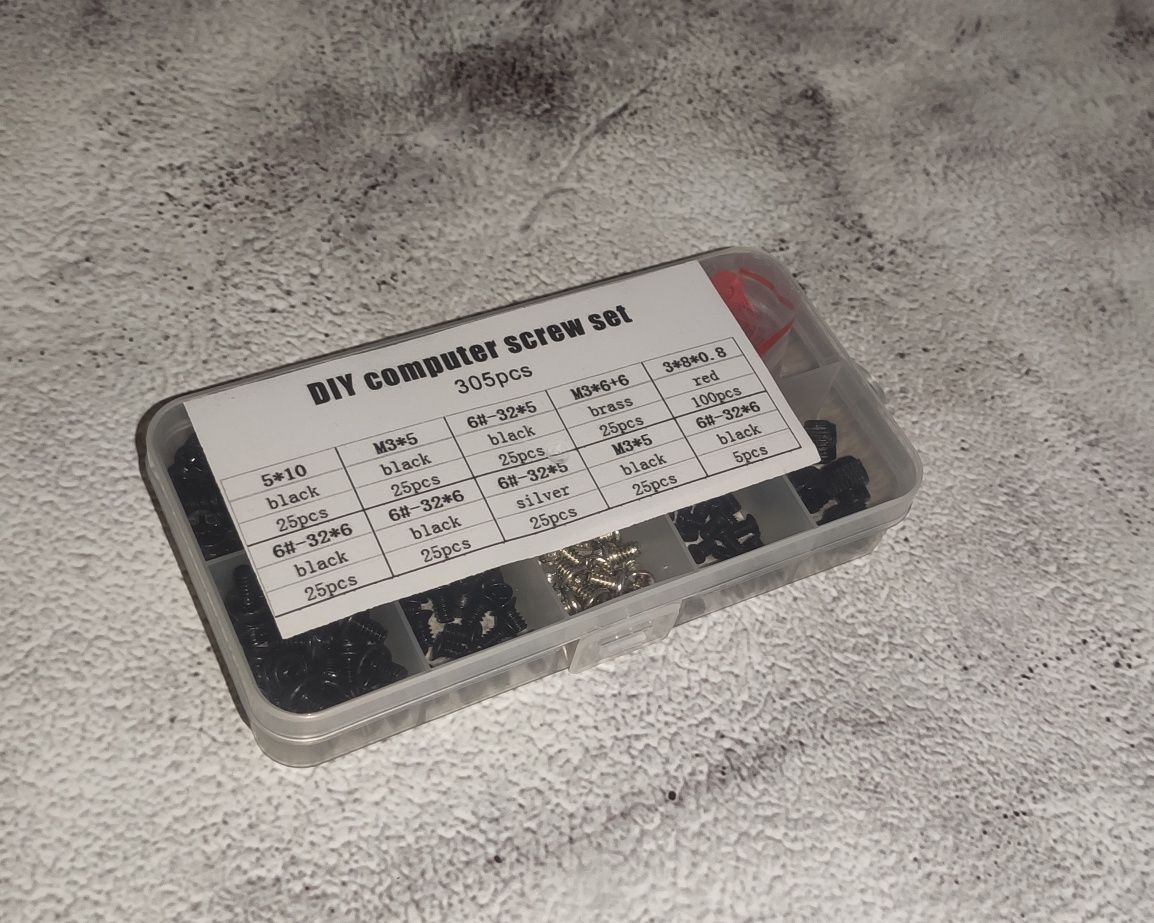 DIY computer screw set
305pcs
5*10 M3*5 6#-32*5 M3*6+6 3*8*0.8
black black black brass red
25pcs 25pcs 25pcs 25pcs 100pcs
6#-32*6 6#-32*6 6#-32*5 M3*5 6#-32*6
black black silver black black
25pcs 25pcs 25pcs 25pcs 5pcs